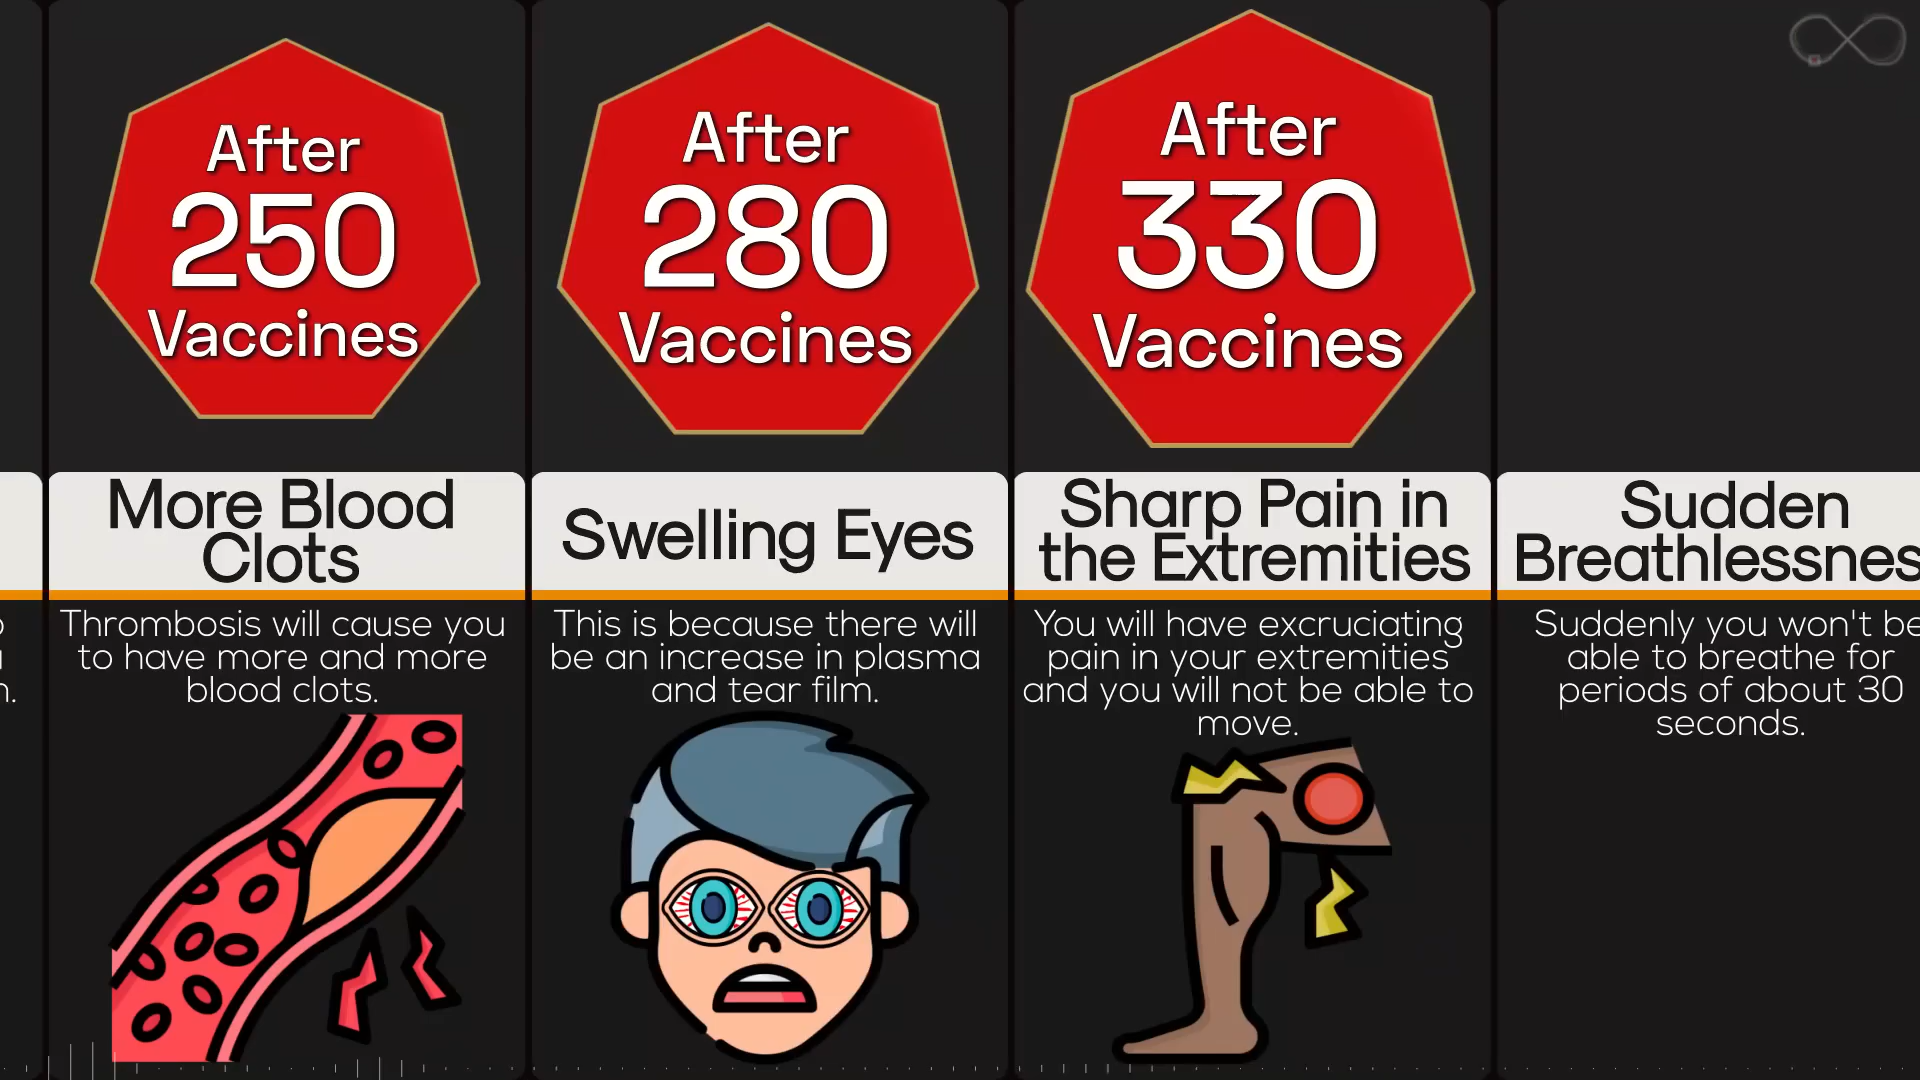 After
250
Vaccines
More Blood
Clots
Thrombosis will cause you
to have more and more
blood clots.
After
280
Vaccines
Swelling Eyes
This is because there will
be an increase in plasma
and tear film.
After
330
Vaccines
Sharp Pain in
the Extremities
You will have excruciating
pain in your extremities
and you will not be able to
move.
Sudden
Breathlessnes
Suddenly you won't be
able to breathe for
periods of about 30
seconds.